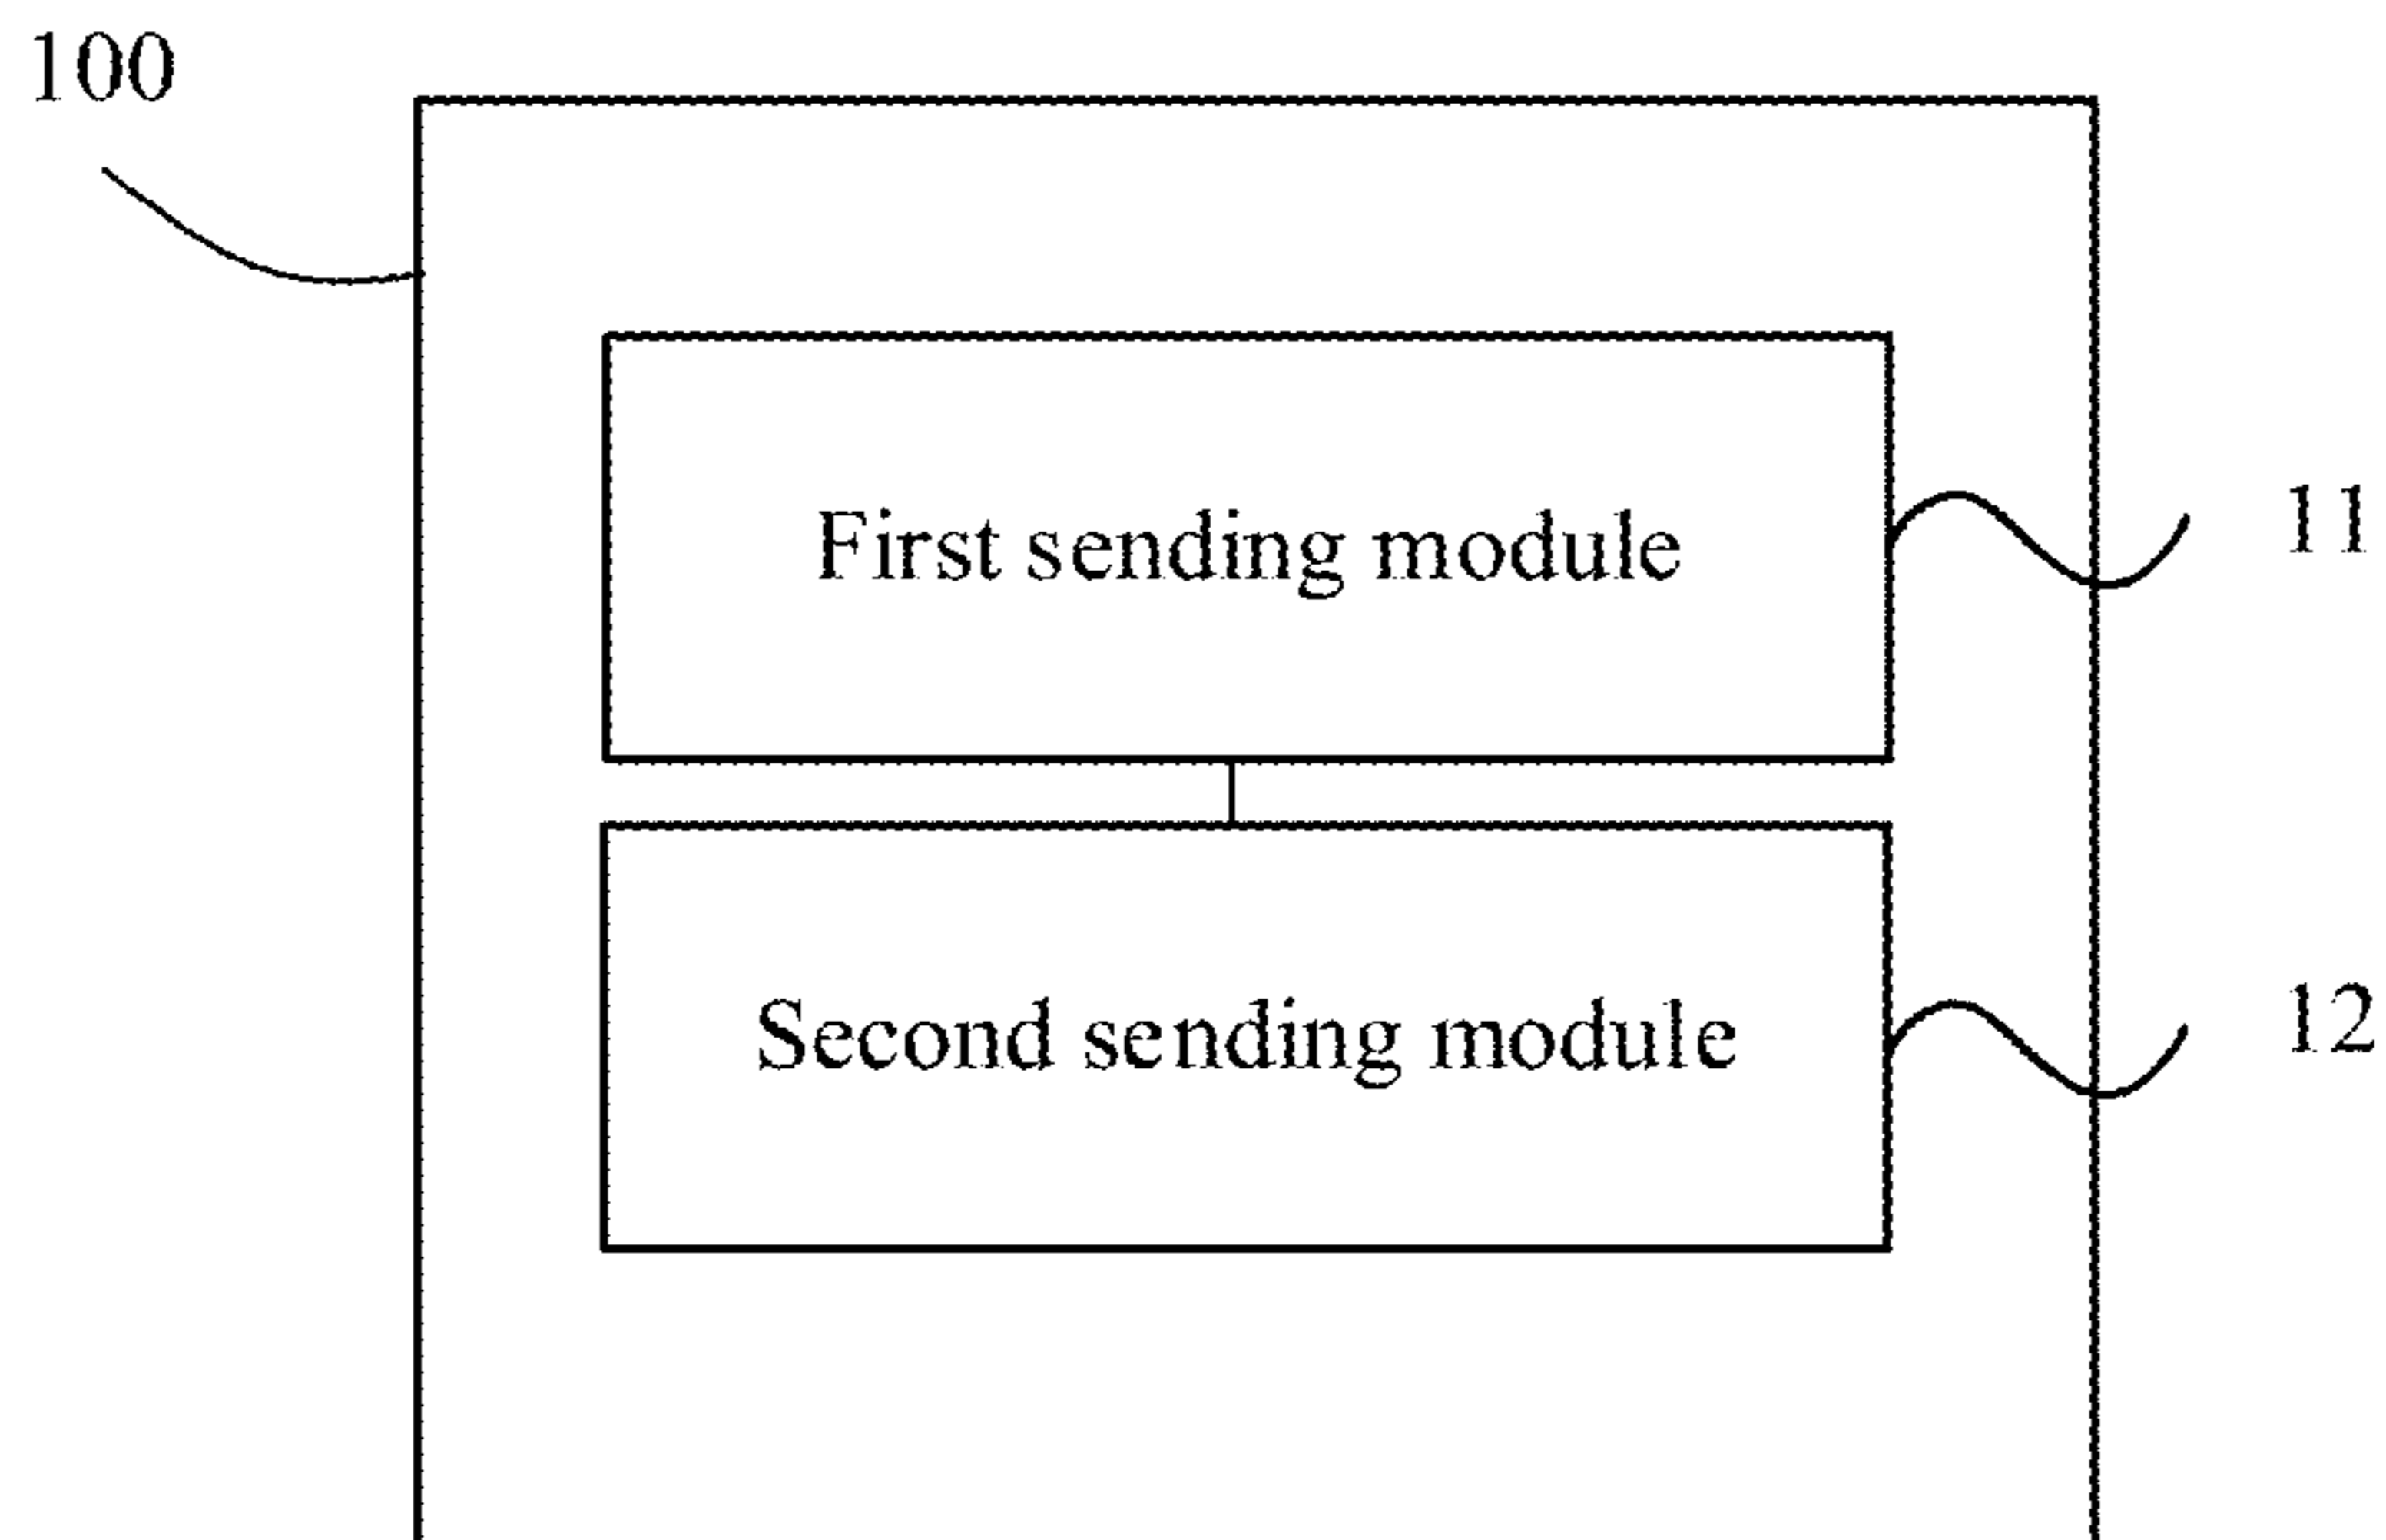 100
First sending module
11
Second sending module
12